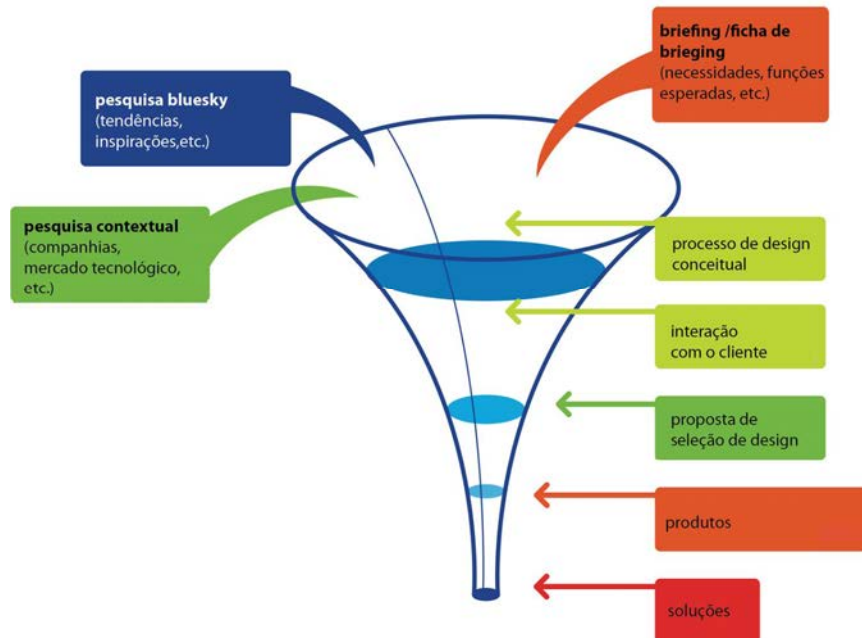 pesquisa bluesky
(tendências,
inspirações,etc.)
briefing /ficha de
brieging
(necessidades, funções
esperadas, etc.)
pesquisa contextual
(companhias,
mercado tecnológico,
etc.)
processo de design
conceitual
interação
com o cliente
proposta de
seleção de design
produtos
soluções